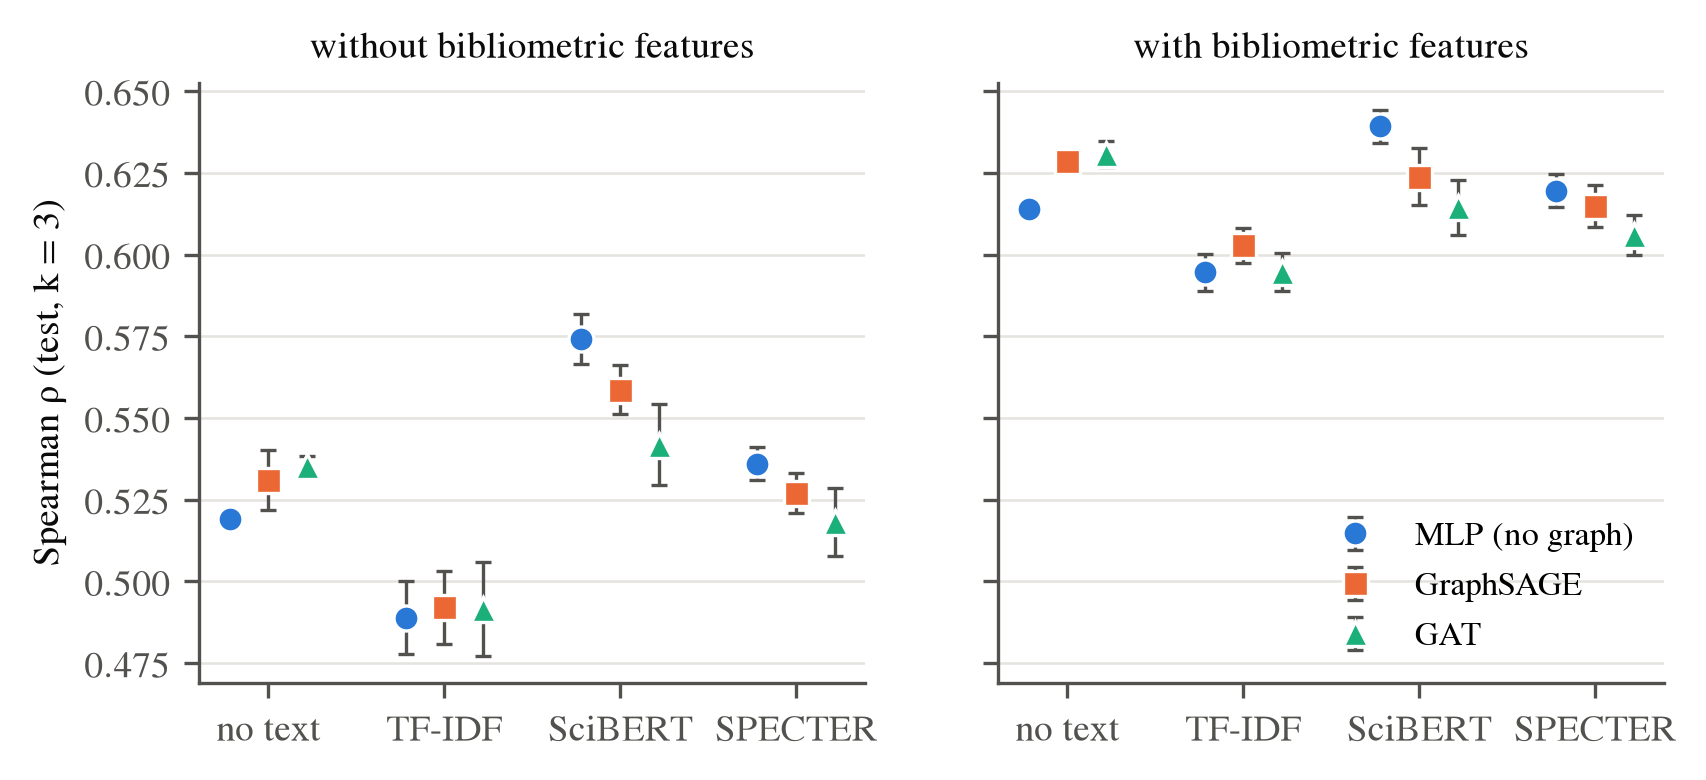 without bibliometric features
with bibliometric features
Spearman ρ (test, k = 3)
0.650
0.625
0.600
0.575
0.550
0.525
0.500
0.475
no text TF-IDF SciBERT SPECTER
no text TF-IDF SciBERT SPECTER
MLP (no graph)
GraphSAGE
GAT